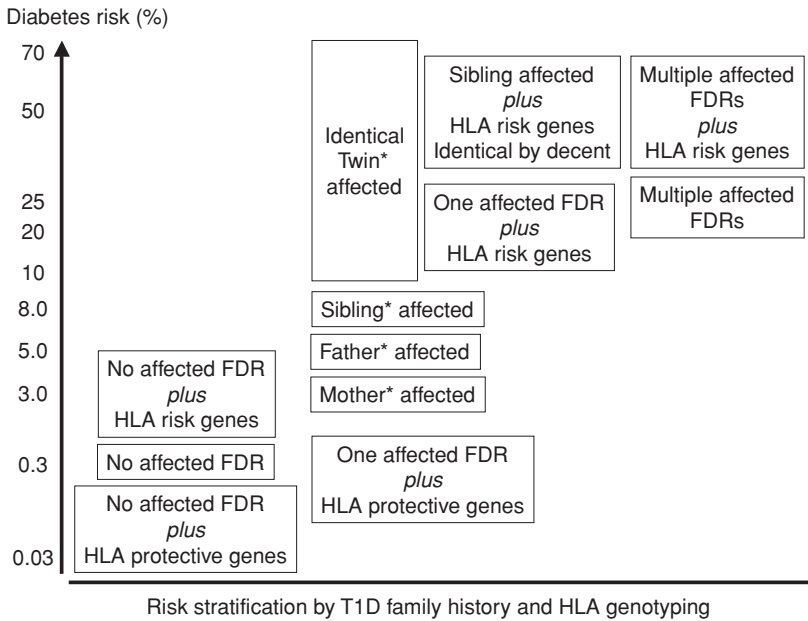 Diabetes risk (%)
70
50
25
20
10
8.0
5.0
3.0
0.3
0.03
No affected FDR
plus
HLA risk genes
No affected FDR
No affected FDR
plus
HLA protective genes
Identical
Twin*
affected
Sibling* affected
Father* affected
Mother* affected
One affected FDR
plus
HLA protective genes
Sibling affected
plus
HLA risk genes
Identical by decent
One affected FDR
plus
HLA risk genes
Multiple affected
FDRs
plus
HLA risk genes
Multiple affected
FDRs
Risk stratification by T1D family history and HLA genotyping